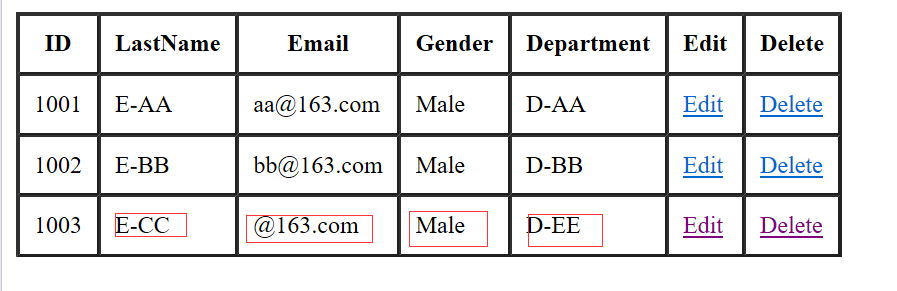 ID LastName Email Gender Department Edit Delete
1001 E-AA aa@163.com Male D-AA Edit Delete
1002 E-BB bb@163.com Male D-BB Edit Delete
1003 E-CC @163.com Male D-EE Edit Delete